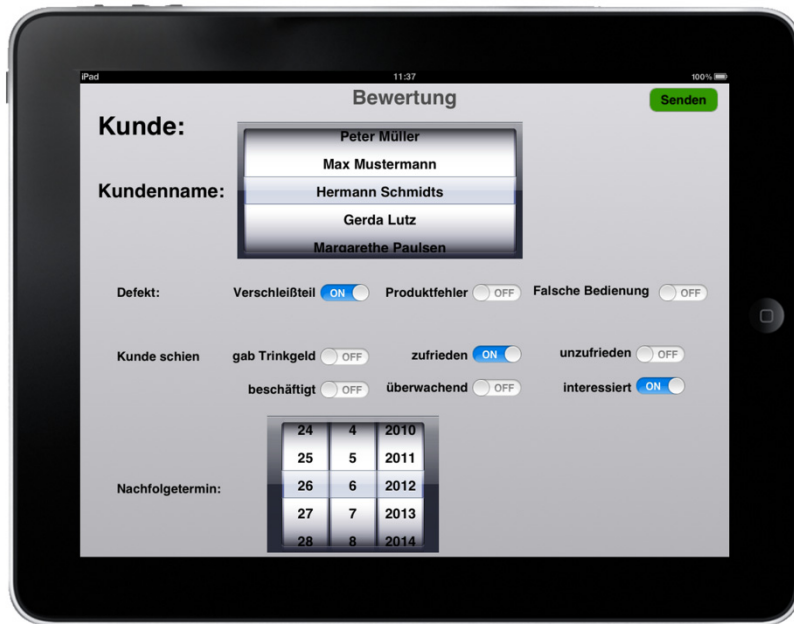 iPad 11:37 100%
Bewertung Senden
Kunde:
Peter Müller
Max Mustermann
Kundenname: Hermann Schmidts
Gerda Lutz
Margarethe Paulsen
Defekt: Verschleißteil ON Produktfehler OFF Falsche Bedienung OFF
Kunde schien gab Trinkgeld OFF zufrieden ON unzufrieden OFF
beschäftigt OFF überwachend OFF interessiert ON
24 4 2010
25 5 2011
Nachfolgetermin: 26 6 2012
27 7 2013
28 8 2014